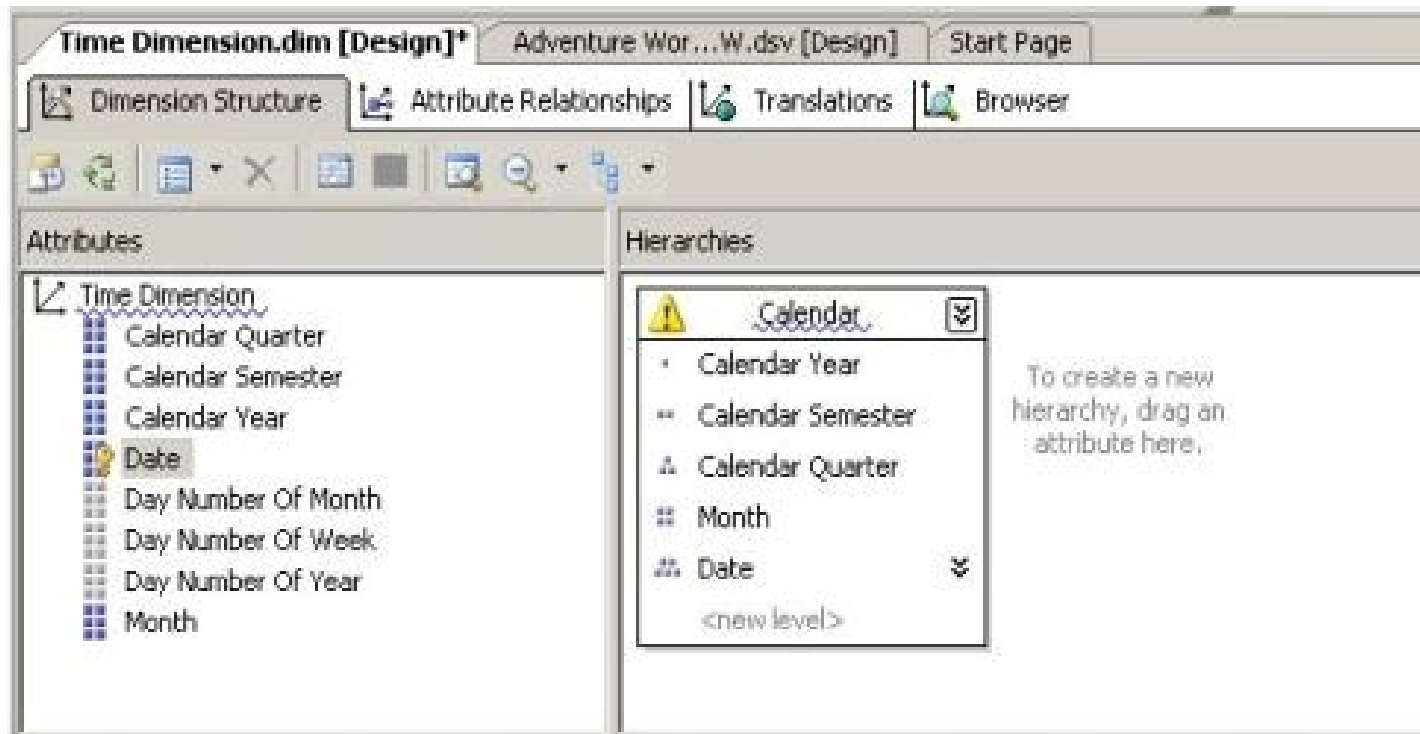 Time Dimension.dim [Design]* Adventure Wor...W.dsv [Design] Start Page
Dimension Structure Attribute Relationships Translations Browser
Attributes
Time Dimension
Calendar Quarter
Calendar Semester
Calendar Year
Date
Day Number Of Month
Day Number Of Week
Day Number Of Year
Month
Hierarchies
Calendar
Calendar Year
Calendar Semester
Calendar Quarter
Month
Date
<new level>
To create a new
hierarchy, drag an
attribute here.